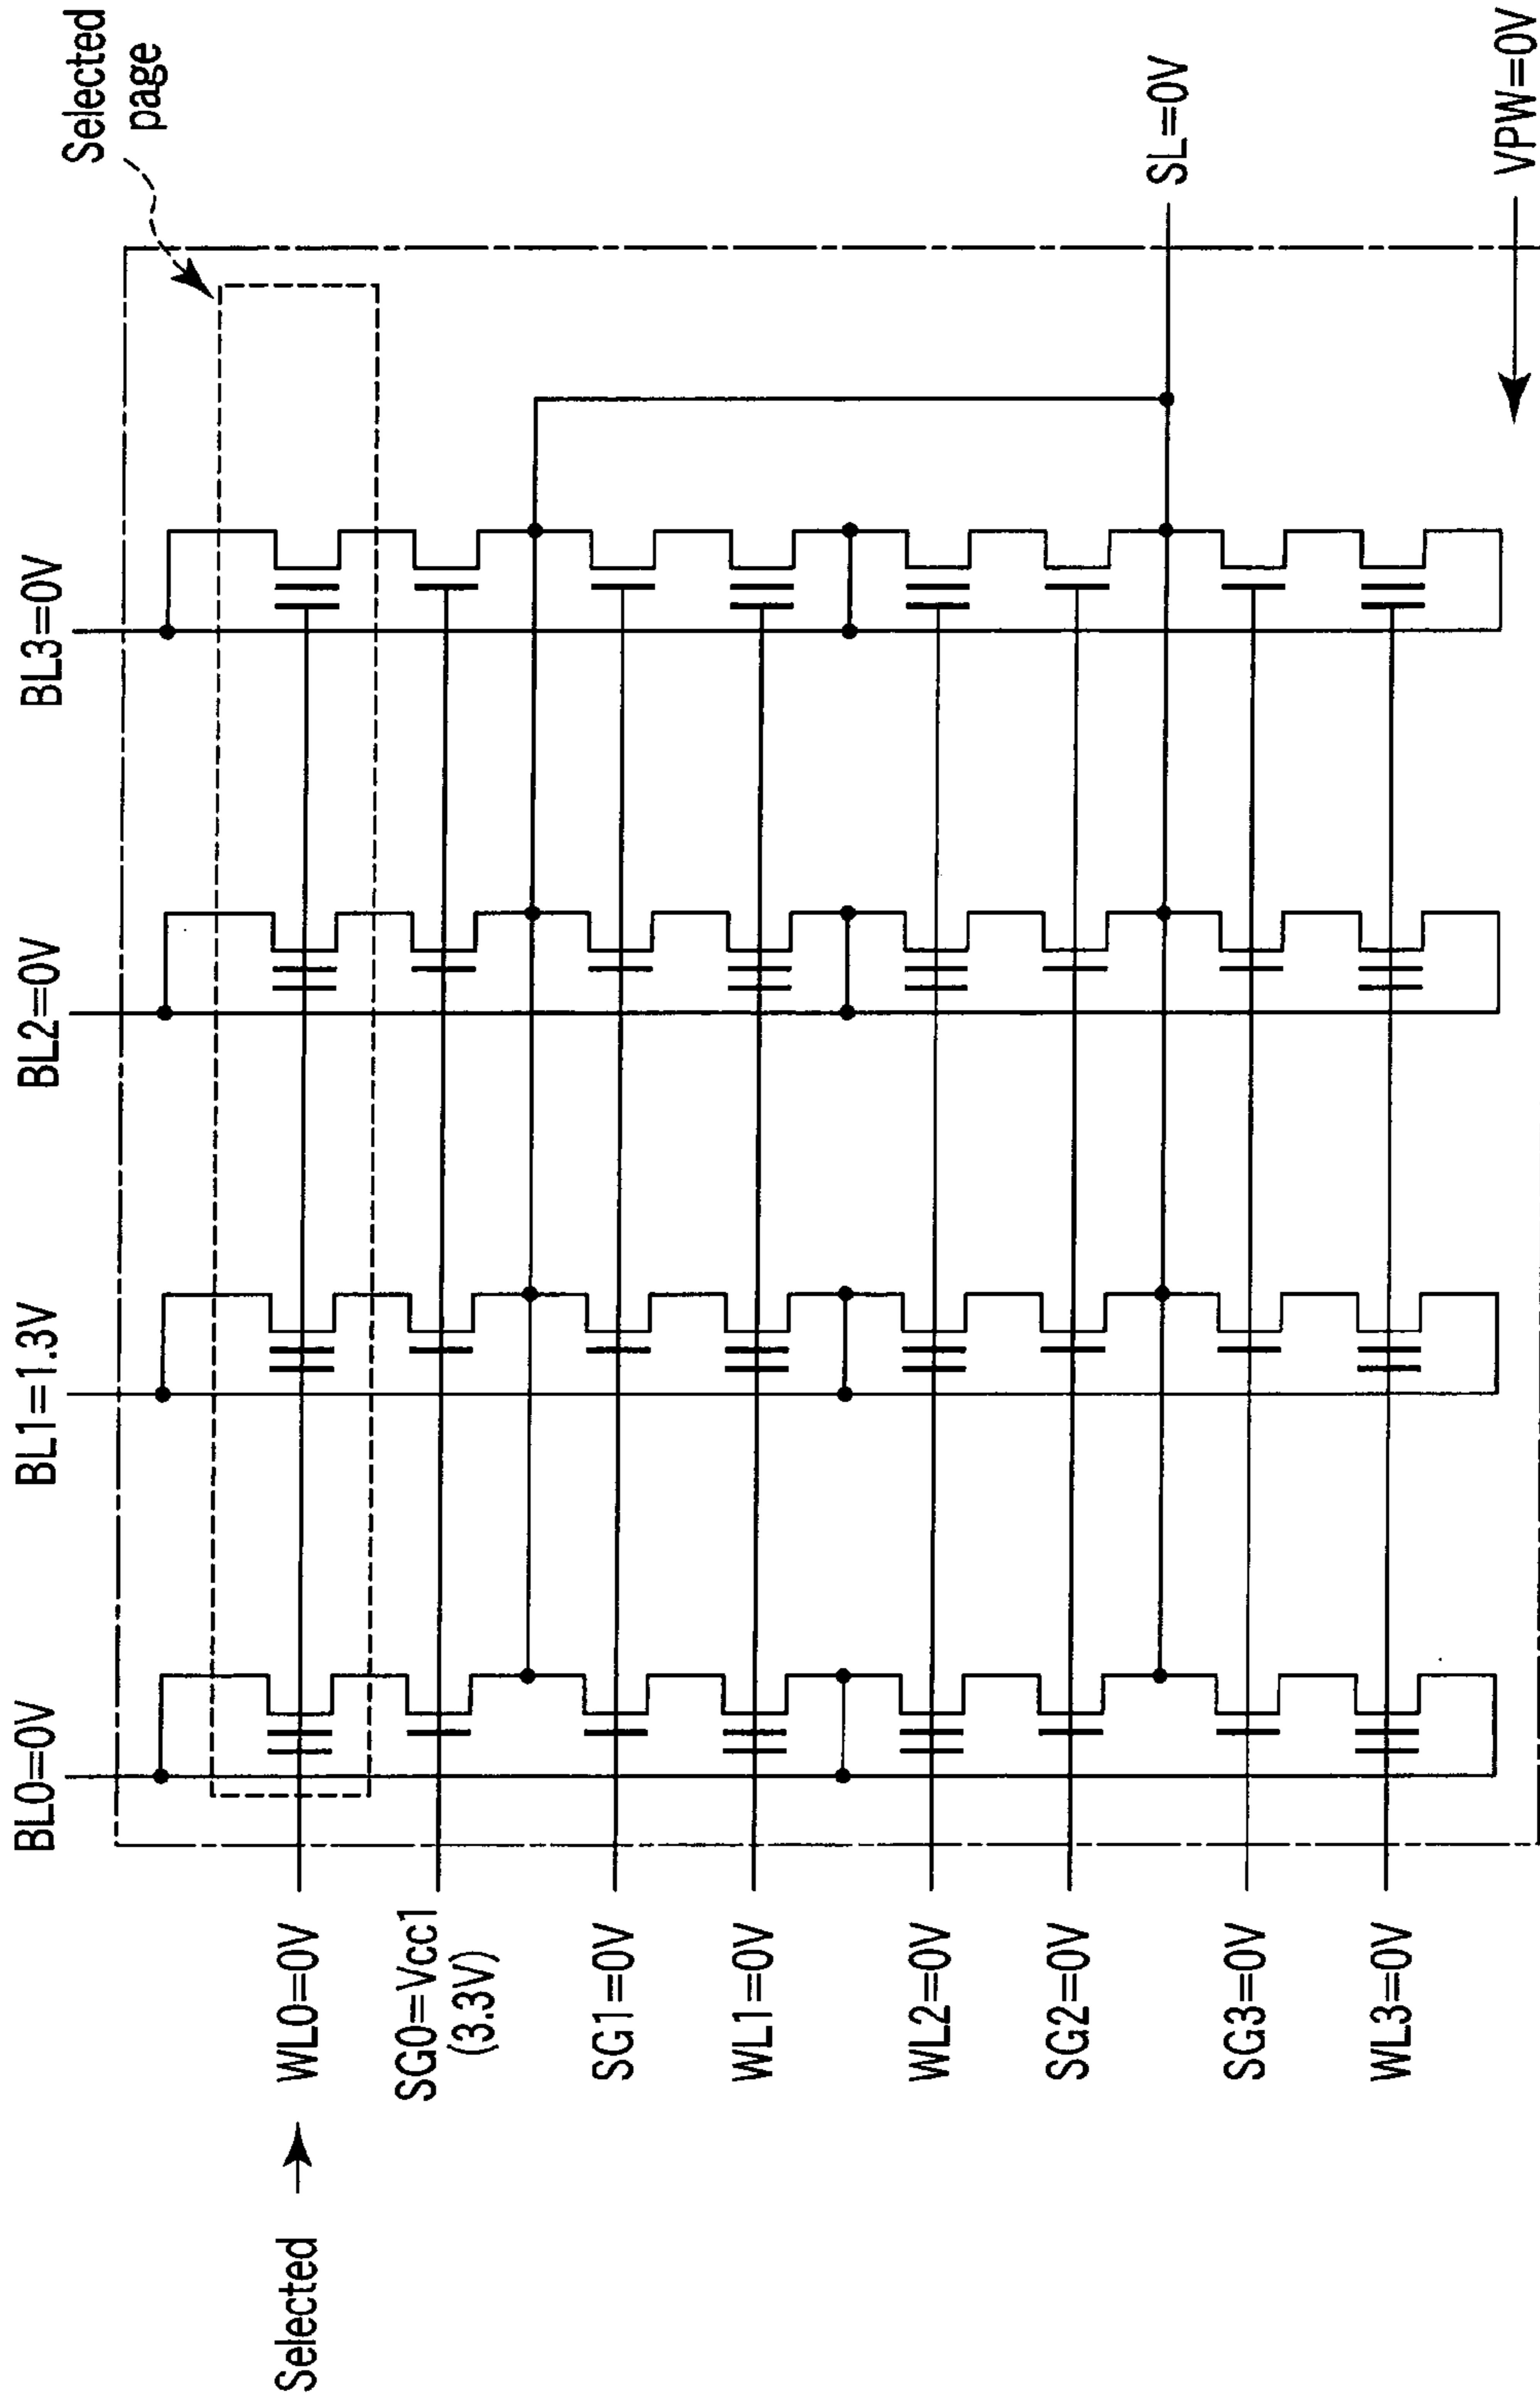 BL0=0V
BL1=1.3V
BL2=0V
BL3=0V
Selected
page
Selected
WL0=0V
SG0=Vcc1
(3.3V)
SG1=0V
WL1=0V
WL2=0V
SG2=0V
SG3=0V
WL3=0V
SL=0V
VPW=0V